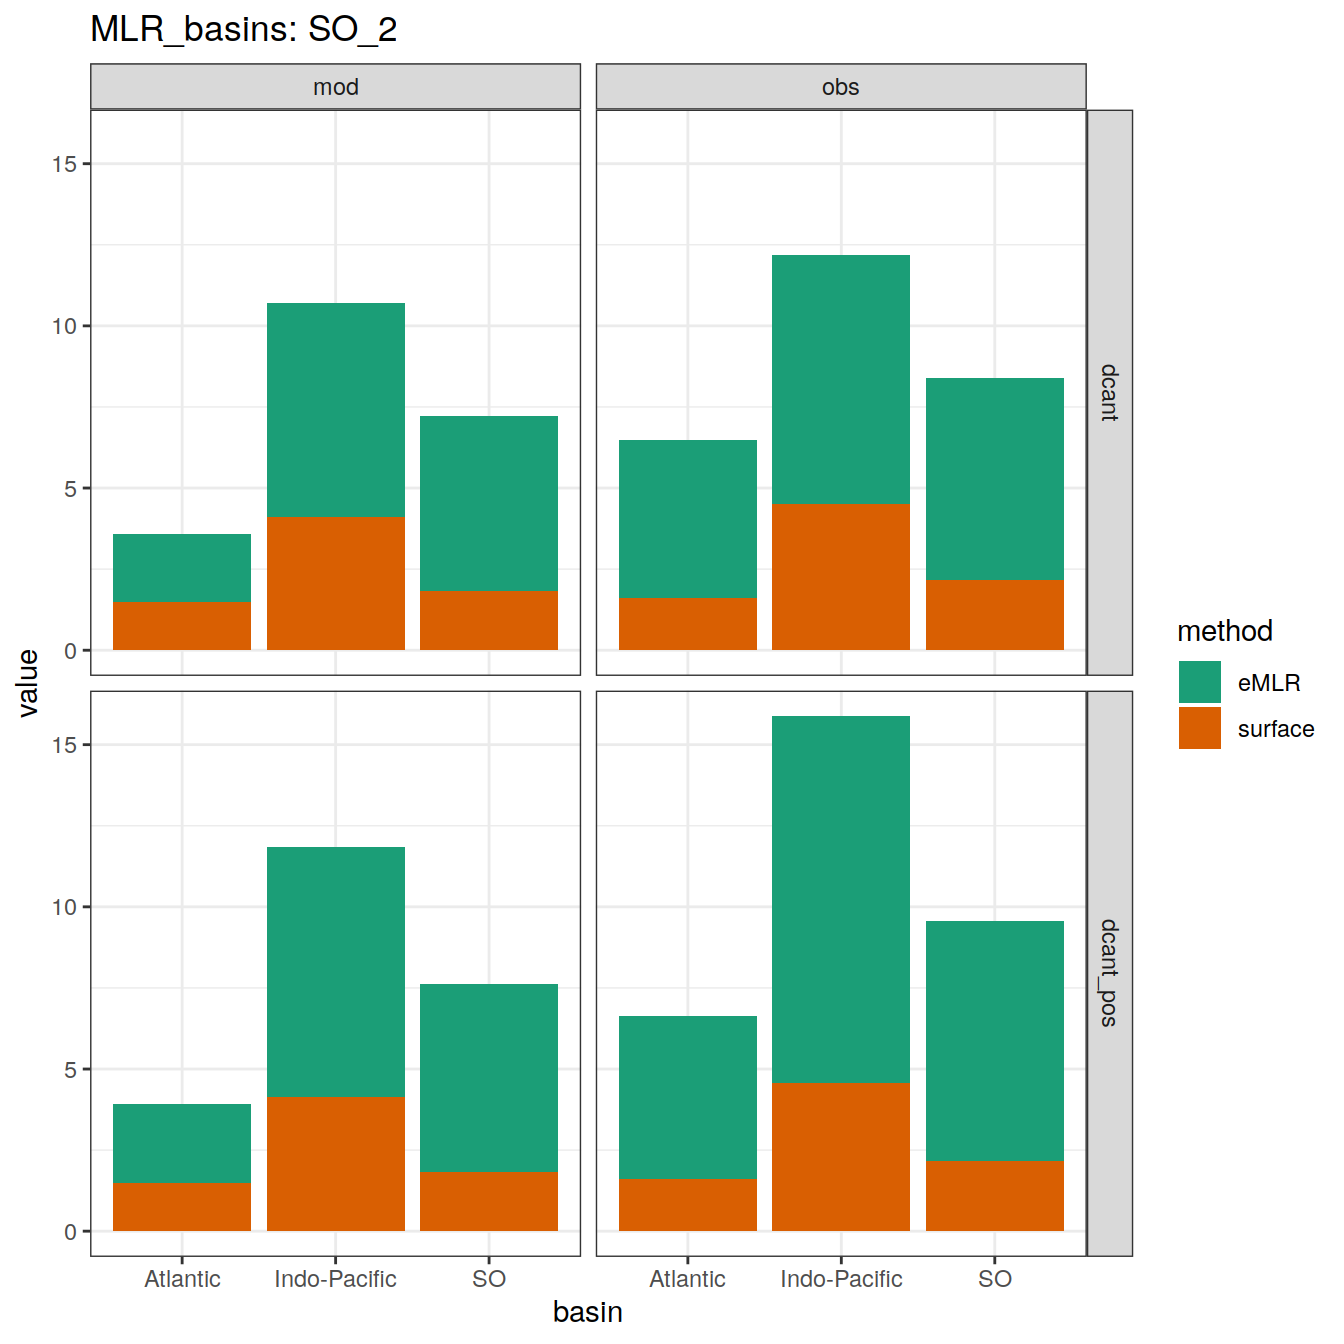 MLR_basins: SO_2
mod
obs
15
10
5
0
dcant
value
15
10
5
0
dcant_pos
Atlantic
Indo-Pacific
SO
Atlantic
Indo-Pacific
SO
basin
method
eMLR
surface